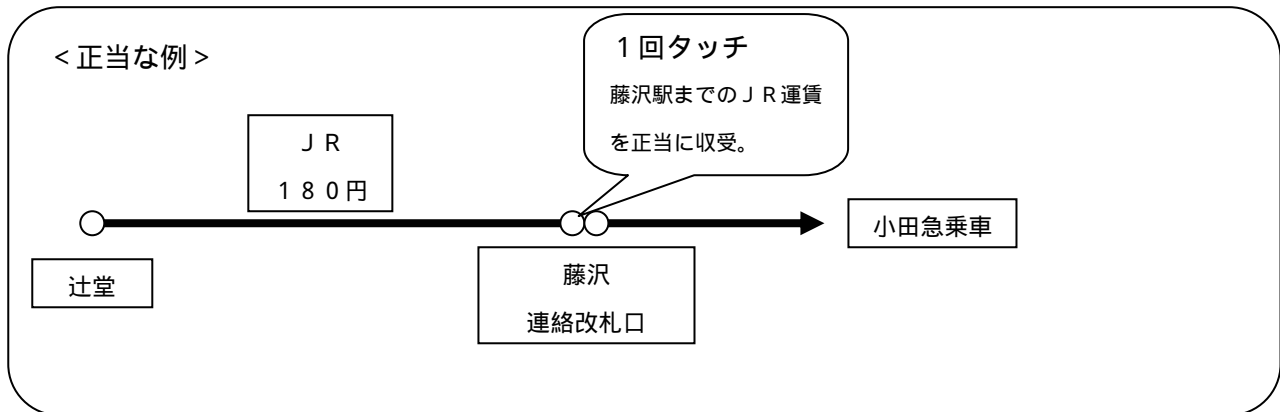 <正当な例>
1回タッチ
藤沢駅までのJR運賃
を正当に収受。
JR
180円
小田急乗車
辻堂
藤沢
連絡改札口